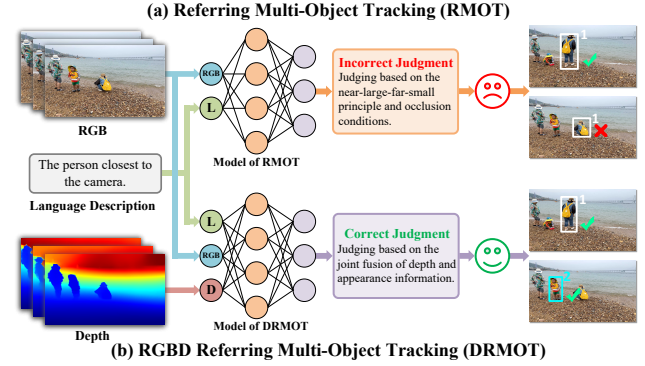 (a) Referring Multi-Object Tracking (RMOT)
RGB
The person closest to
the camera.
Language Description
Depth
RGB
L
Model of RMOT
Incorrect Judgment
Judging based on the
near-large-far-small
principle and occlusion
conditions.
1
1
L
RGB
D
Model of DRMOT
Correct Judgment
Judging based on the
joint fusion of depth and
appearance information.
1
2
(b) RGBD Referring Multi-Object Tracking (DRMOT)